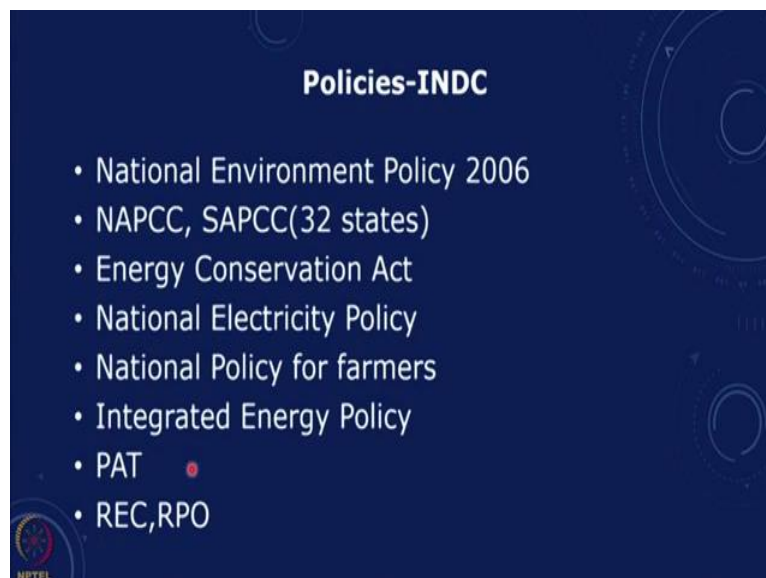 Policies-INDC
• National Environment Policy 2006
• NAPCC, SAPCC(32 states)
• Energy Conservation Act
• National Electricity Policy
• National Policy for farmers
• Integrated Energy Policy
• PAT
• REC,RPO
NPTEL